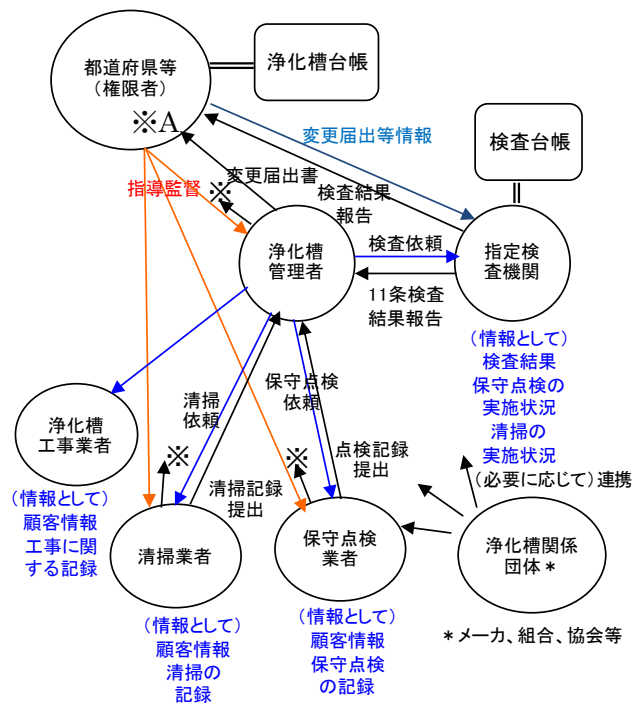 都道府県等
（権限者）
※A
浄化槽台帳
検査台帳
変更届出等情報
変更届出書
指導監督
※
検査結果
報告
浄化槽
管理者
検査依頼
指定検
査機関
11条検査
結果報告
（情報として）
検査結果
保守点検の
実施状況
清掃の
実施状況
（必要に応じて）連携
浄化槽
工事業者
（情報として）
顧客情報
工事に関
する記録
清掃
依頼
※
清掃記録
提出
保守点検
依頼
※
点検記録
提出
清掃業者
（情報として）
顧客情報
清掃の
記録
保守点検
業者
（情報として）
顧客情報
保守点検
の記録
浄化槽関係
団体*
*メーカ、組合、協会等